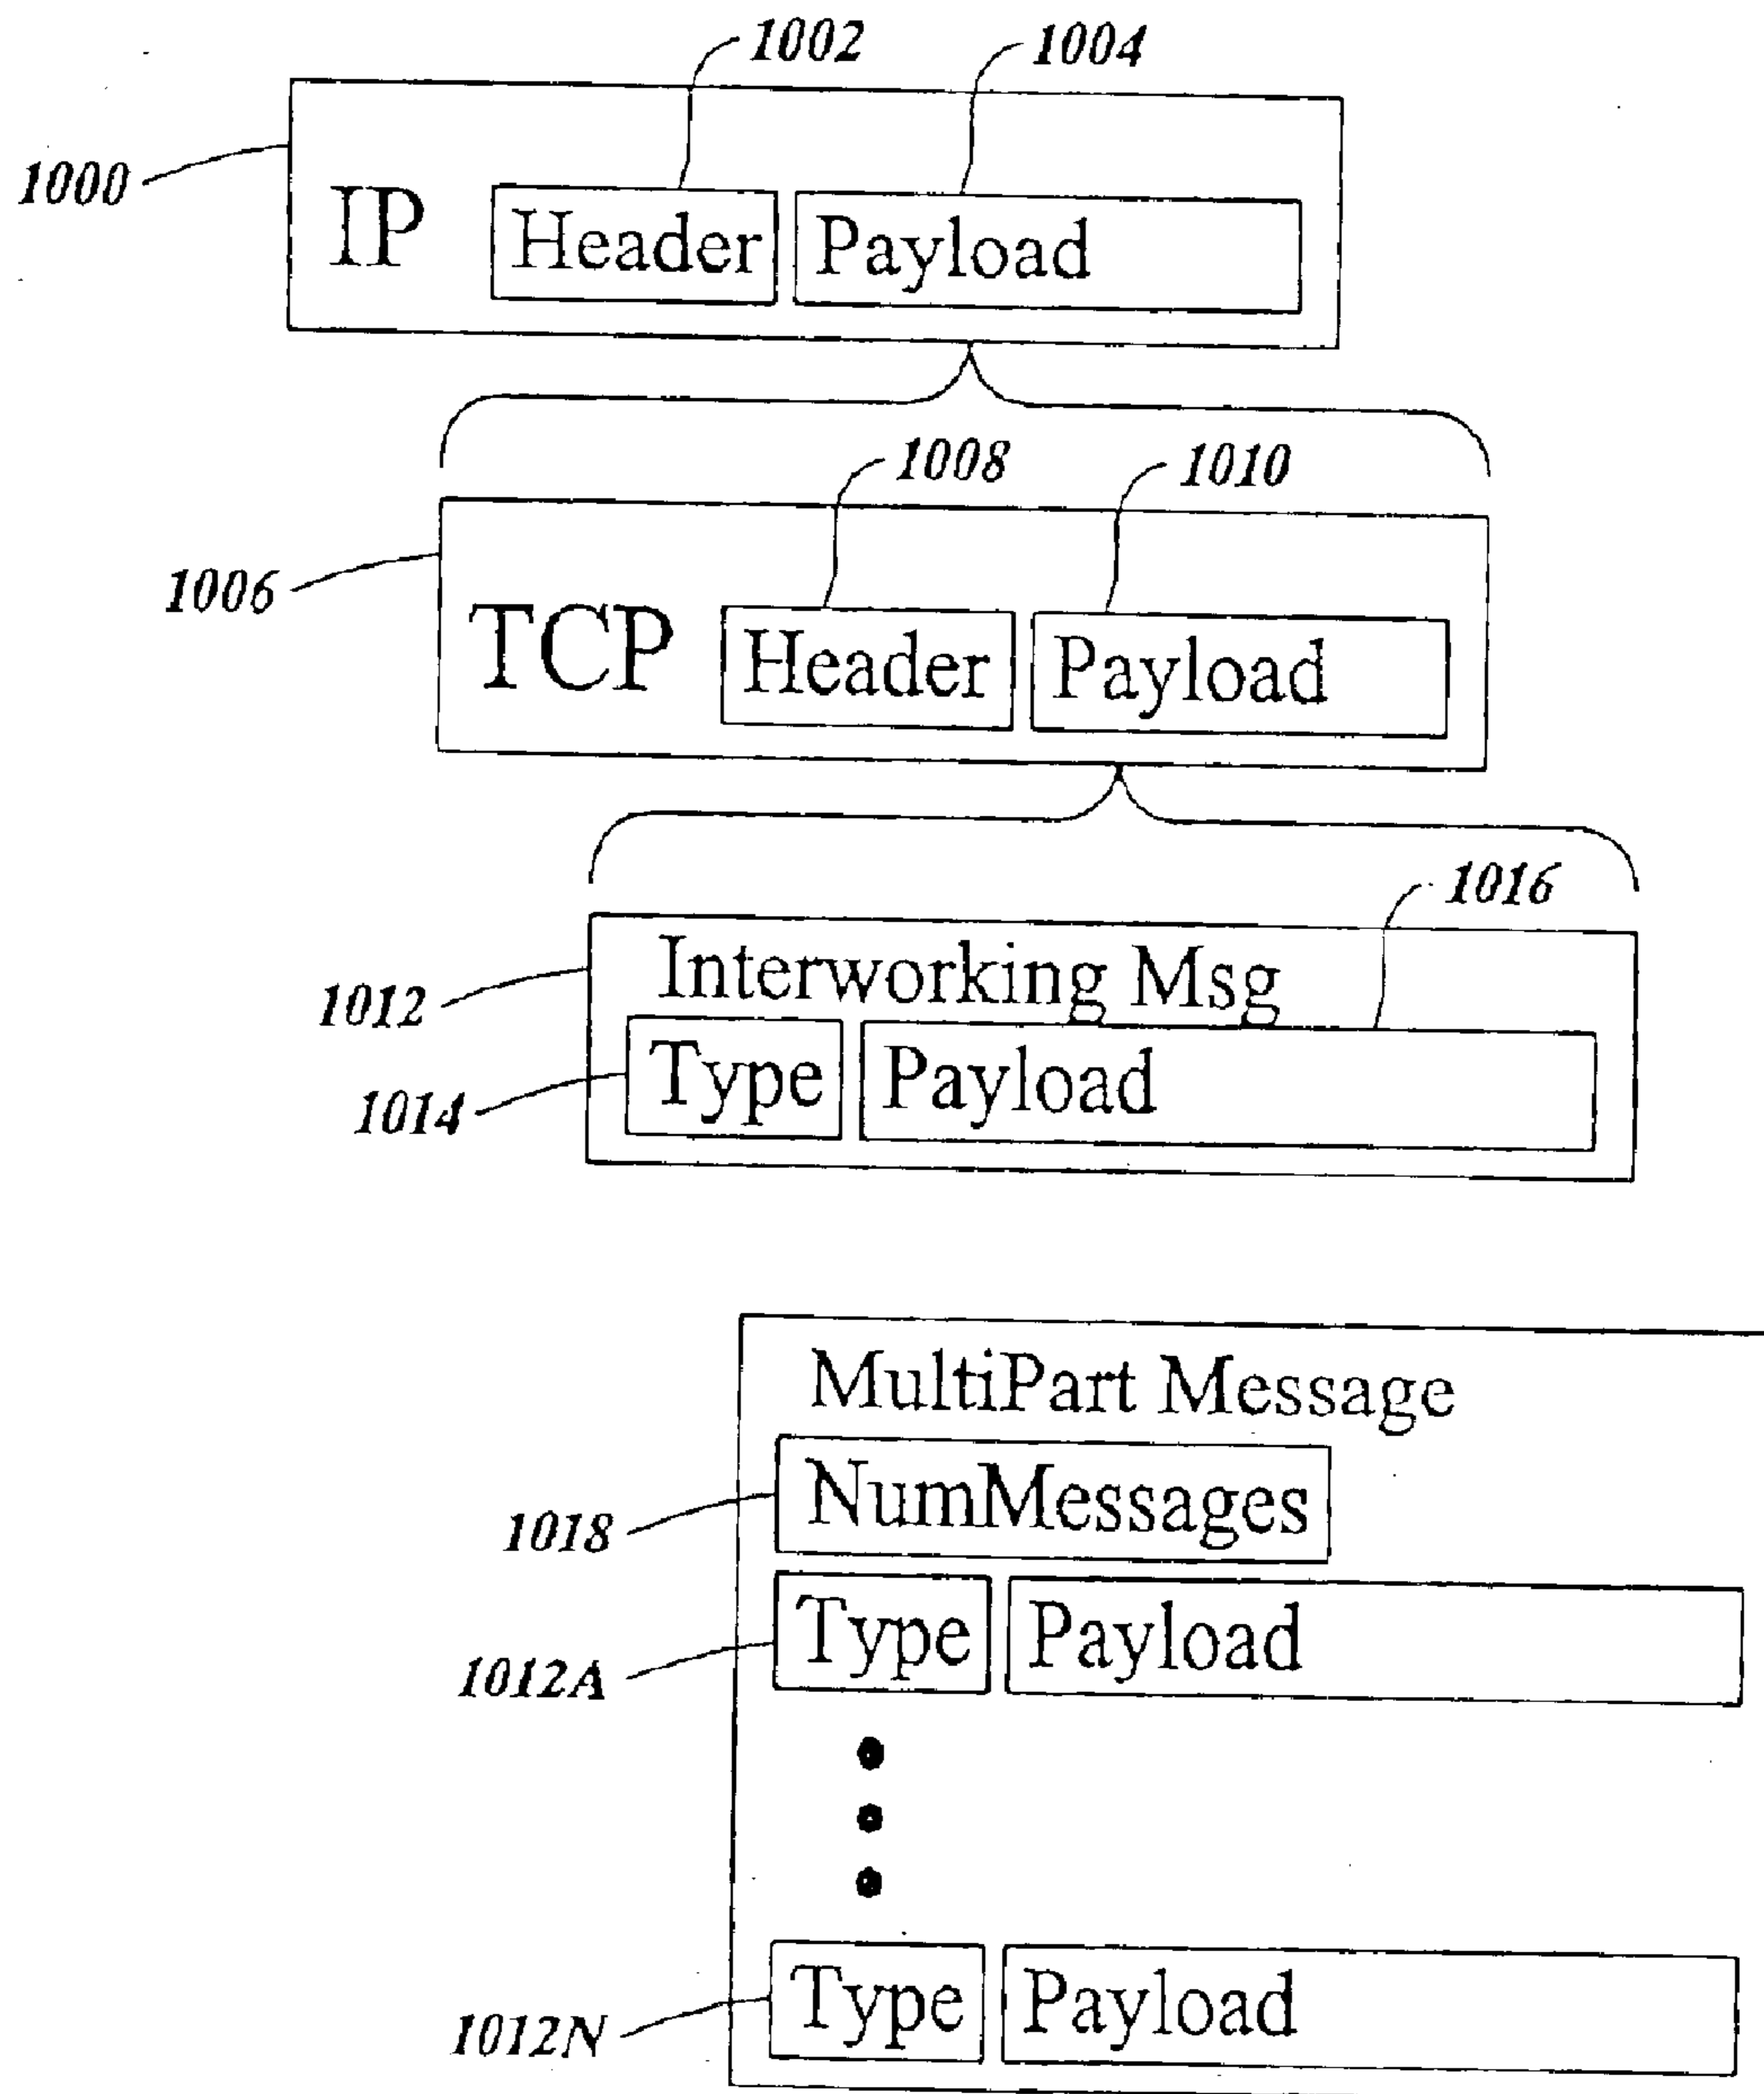 1002 1004
1000
IP Header Payload
1008 1010
1006
TCP Header Payload
1016
Interworking Msg
1012
Type Payload
1014
MultiPart Message
NumMessages
1018
Type Payload
1012A
Type Payload
1012N